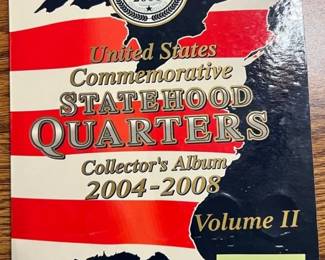 United States
Commemorative
STATEHOOD
QUARTERS
Collector's Album
2004-2008
Volume II